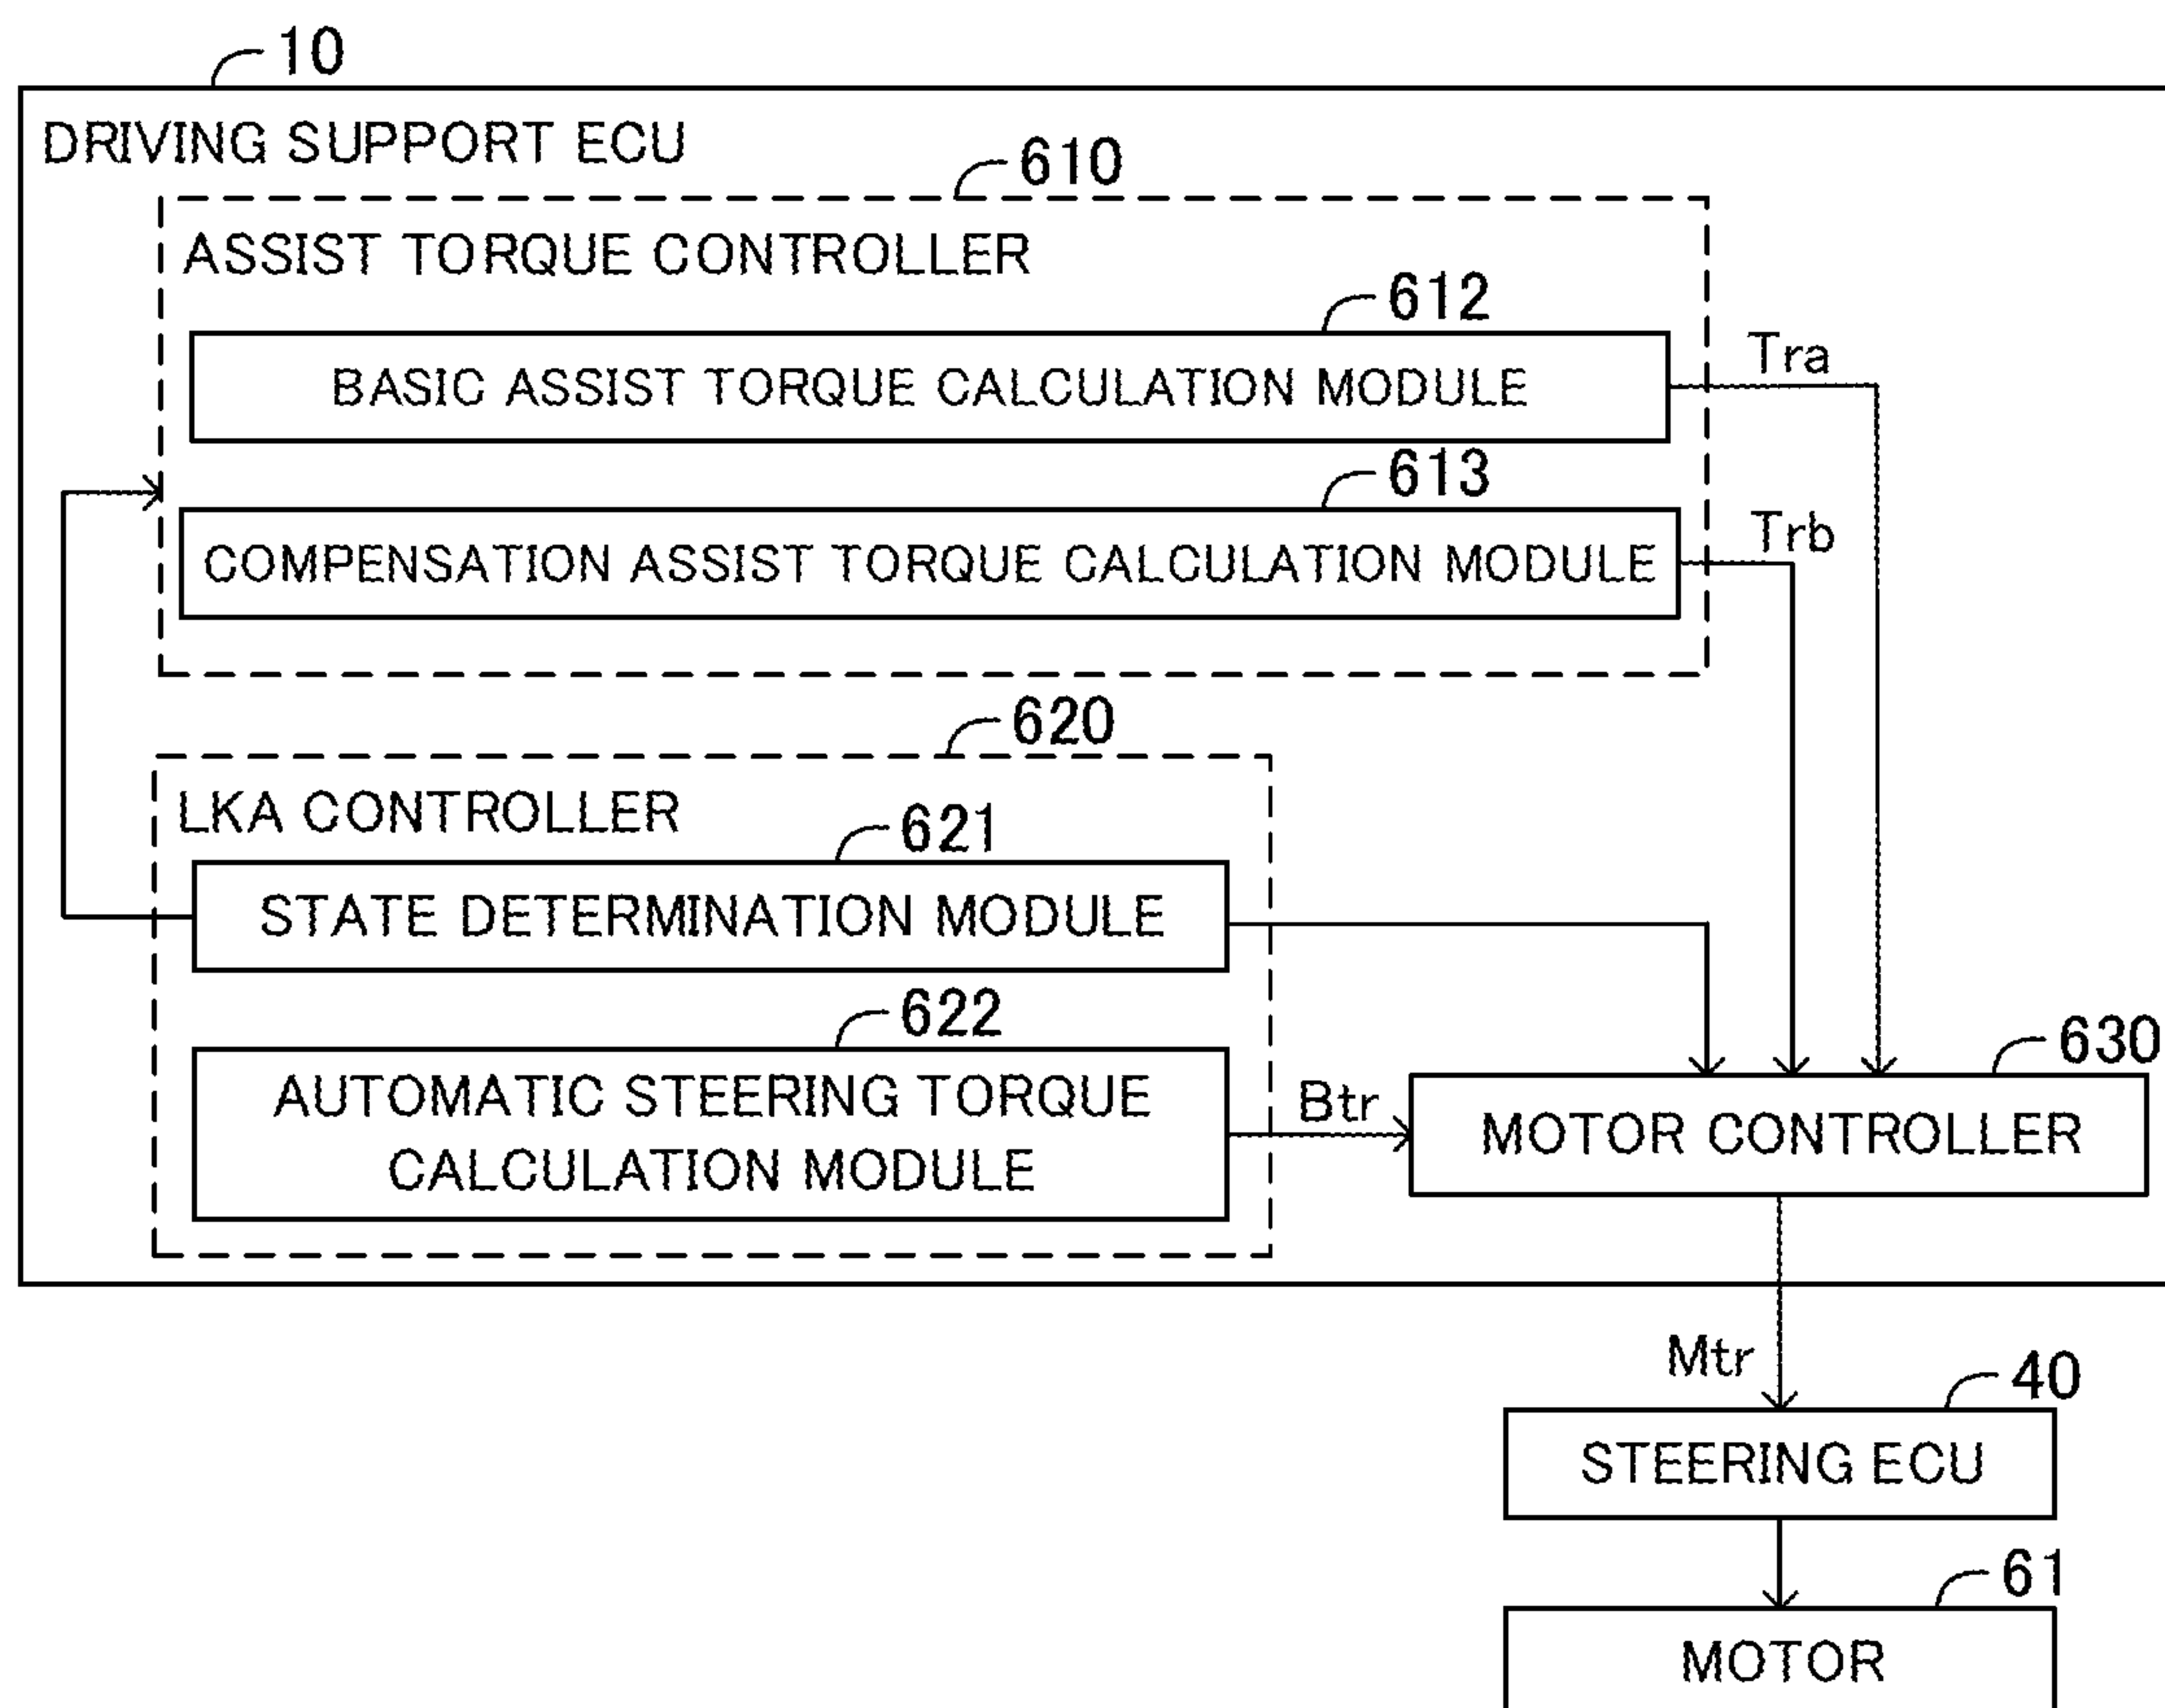 10
DRIVING SUPPORT ECU
610
ASSIST TORQUE CONTROLLER
612
BASIC ASSIST TORQUE CALCULATION MODULE
Tra
613
COMPENSATION ASSIST TORQUE CALCULATION MODULE
Trb
620
LKA CONTROLLER
621
STATE DETERMINATION MODULE
622
AUTOMATIC STEERING TORQUE
CALCULATION MODULE
Btr
630
MOTOR CONTROLLER
Mtr
40
STEERING ECU
61
MOTOR